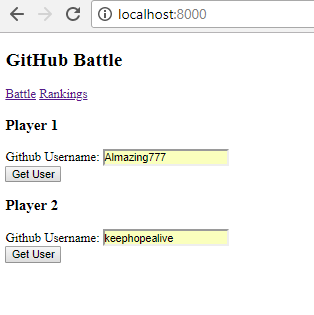 localhost:8000
GitHub Battle
Battle Rankings
Player 1
Github Username: Almazing777
Get User
Player 2
Github Username: keephopealive
Get User